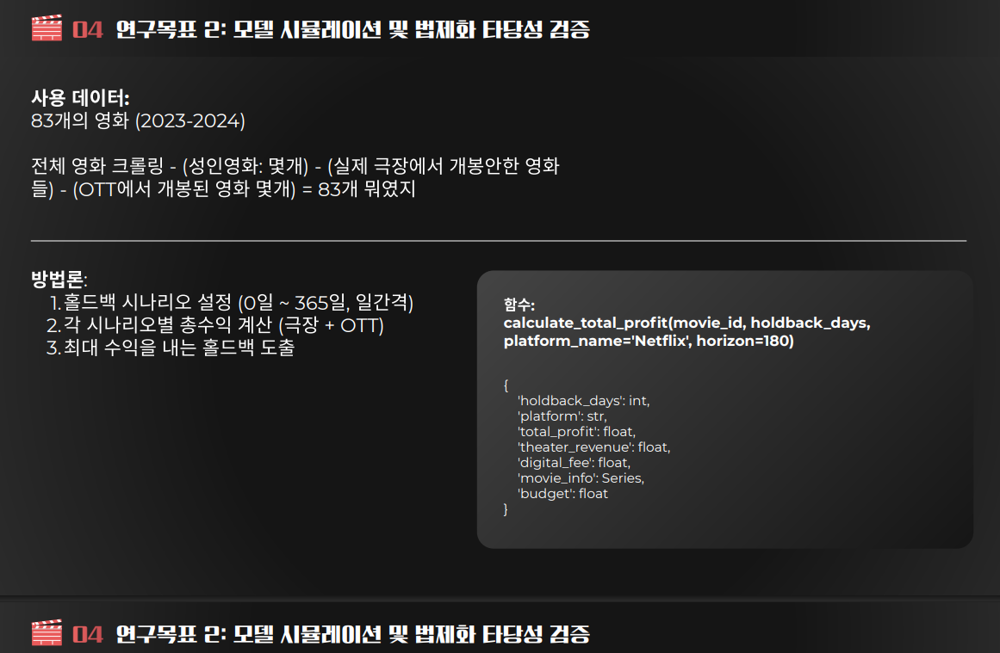 04 연구목표 2: 모델 시뮬레이션 및 법제화 타당성 검증
사용 데이터:
83개의 영화 (2023-2024)
전체 영화 크롤링 - (성인영화: 몇개) - (실제 극장에서 개봉안한 영화
들) - (OTT에서 개봉된 영화 몇개) = 83개 뭐였지
방법론:
1. 홀드백 시나리오 설정 (0일 ~ 365일, 일간격)
2. 각 시나리오별 총수익 계산 (극장 + OTT)
3. 최대 수익을 내는 홀드백 도출
함수:
calculate_total_profit(movie_id, holdback_days,
platform_name='Netflix', horizon=180)
{
'holdback_days': int,
'platform': str,
'total_profit': float,
'theater_revenue': float,
'digital_fee': float,
'movie_info': Series,
'budget': float
}
04 연구목표 2: 모델 시뮬레이션 및 법제화 타당성 검증